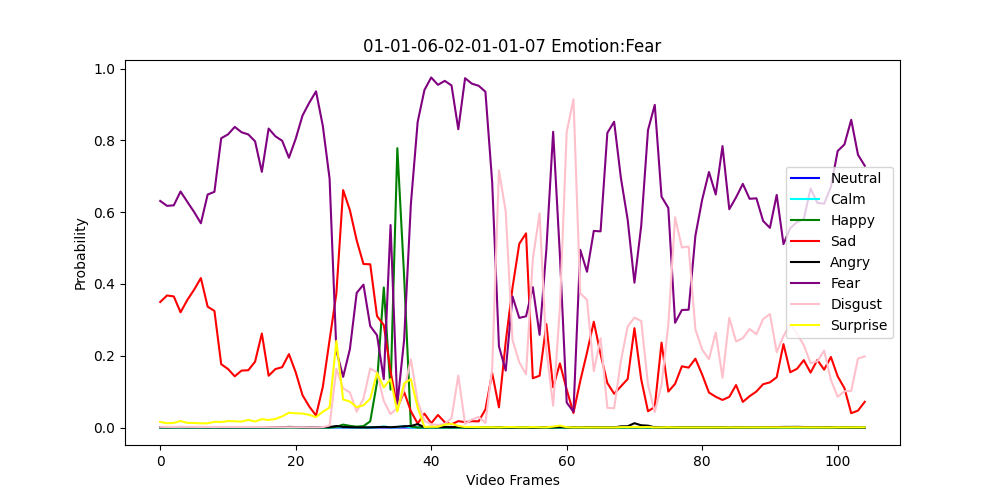 01-01-06-02-01-01-07 Emotion:Fear
1.0
0.8
0.6
0.4
0.2
0.0
Probability
0 20 40 60 80 100
Video Frames
Neutral
Calm
Happy
Sad
Angry
Fear
Disgust
Surprise